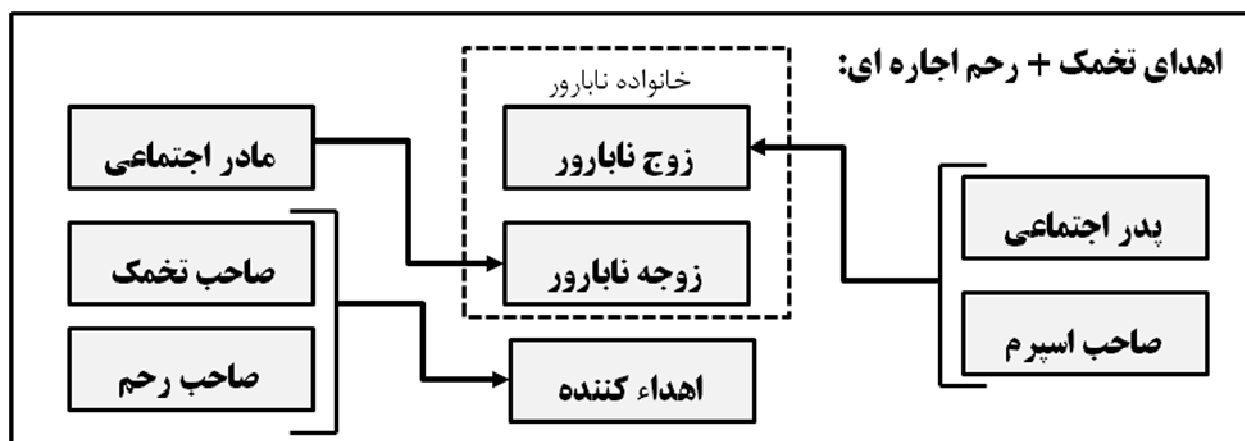 اهدای تخمک + رحم اجاره ای:
خانواده نابارور
زوج نابارور
زوجه نابارور
اهداء کننده
پدر اجتماعی
صاحب اسپرم
مادر اجتماعی
صاحب تخمک
صاحب رحم